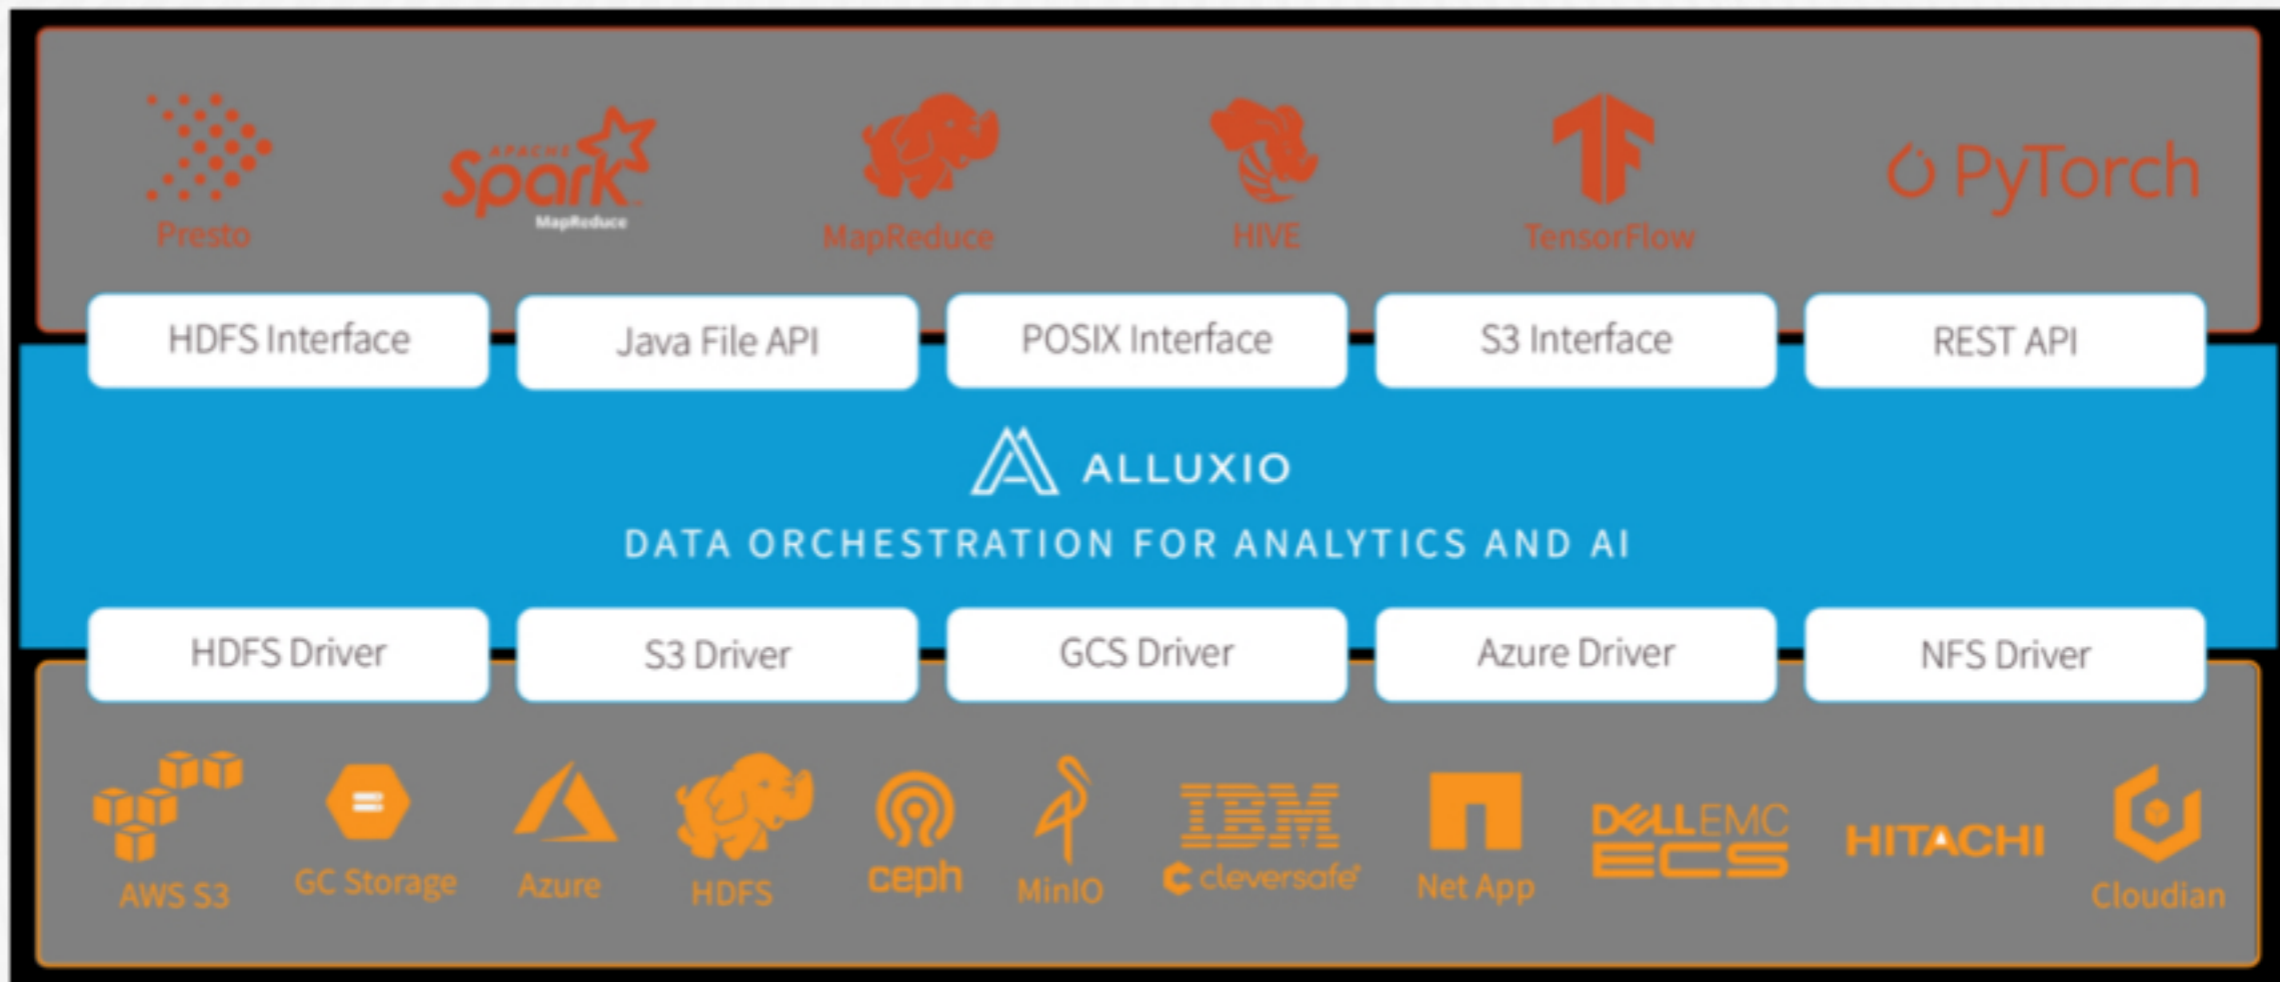 APACHE
Spark
MapReduce
Presto
MapReduce
HIVE
TensorFlow
PyTorch
HDFS Interface
Java File API
POSIX Interface
S3 Interface
REST API
ALLUXIO
DATA ORCHESTRATION FOR ANALYTICS AND AI
HDFS Driver
S3 Driver
GCS Driver
Azure Driver
NFS Driver
AWS S3
GC Storage
Azure
HDFS
ceph
MinIO
IBM
cleversafe
Net App
DELLEMC
ECS
HITACHI
Cloudian